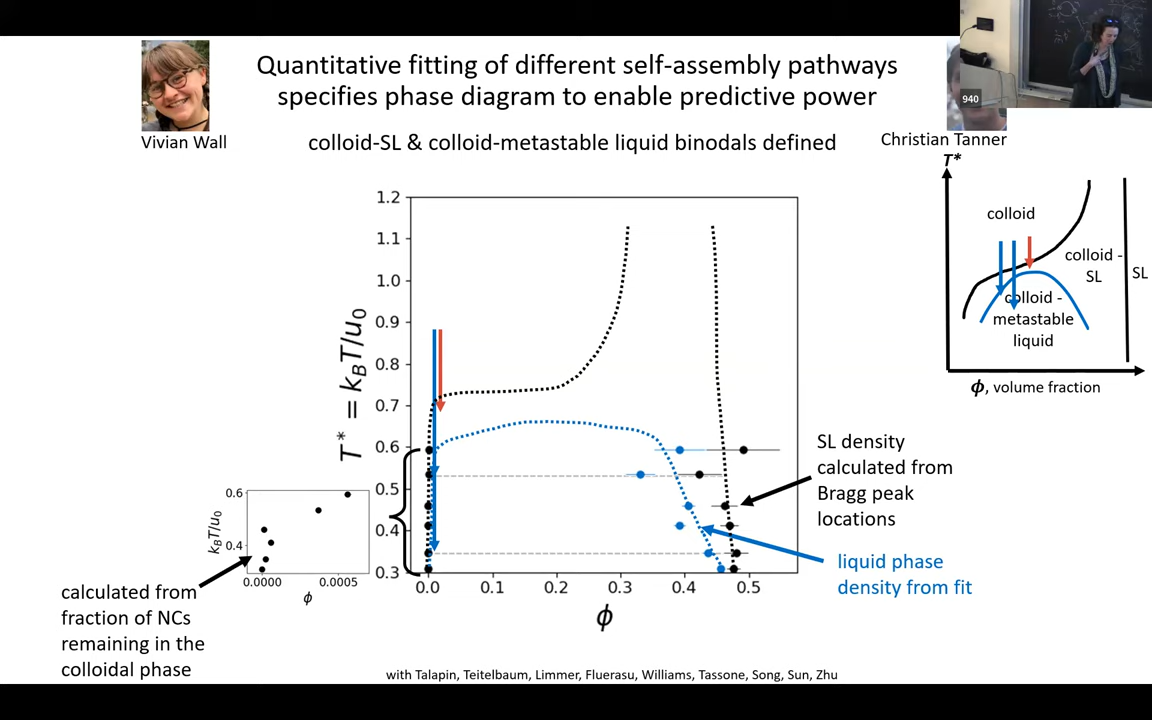 Quantitative fitting of different self-assembly pathways
specifies phase diagram to enable predictive power
Vivian Wall
colloid-SL & colloid-metastable liquid binodals defined
940
Christian Tanner
T*
colloid
colloid -
SL
SL
colloid -
metastable
liquid
ϕ, volume fraction
1.2
1.1
1.0
0.9
0.8
0.7
0.6
0.5
0.4
0.3
T* = k_BT/u_0
0.0
0.1
0.2
0.3
0.4
0.5
ϕ
SL density
calculated from
Bragg peak
locations
liquid phase
density from fit
0.6
0.4
k_BT/u_0
0.0000
0.0005
ϕ
calculated from
fraction of NCs
remaining in the
colloidal phase
with Talapin, Teitelbaum, Limmer, Fluerasu, Williams, Tassone, Song, Sun, Zhu